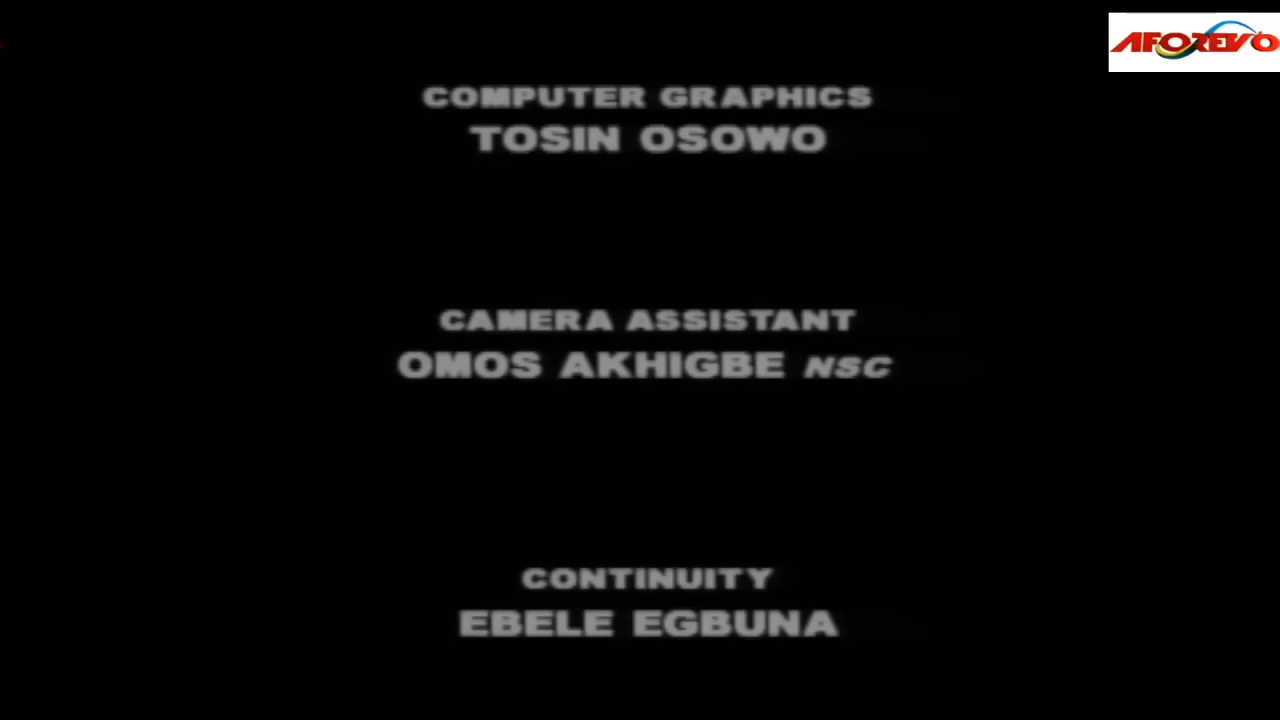 AFOREVO
COMPUTER GRAPHICS
TOSIN OSOWO
CAMERA ASSISTANT
OMOS AKHIGBE NSC
CONTINUITY
EBELE EGBUNA